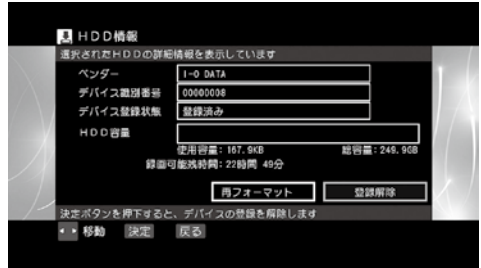 HDD情報
選択されたHDDの詳細情報を表示しています
ベンダー I-O DATA
デバイス識別番号 00000008
デバイス登録状態 登録済み
HDD容量
使用容量：167.9KB 総容量：249.9GB
録画可能残時間：22時間 49分
再フォーマット 登録解除
決定ボタンを押下すると、デバイスの登録を解除します
移動 決定 戻る